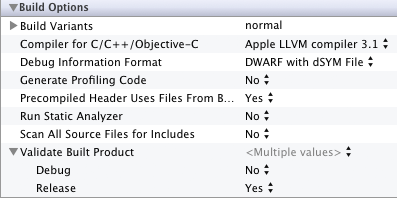 Build Options
Build Variants normal
Compiler for C/C++/Objective-C Apple LLVM compiler 3.1
Debug Information Format DWARF with dSYM File
Generate Profiling Code No
Precompiled Header Uses Files From B... Yes
Run Static Analyzer No
Scan All Source Files for Includes No
Validate Built Product <Multiple values>
Debug No
Release Yes